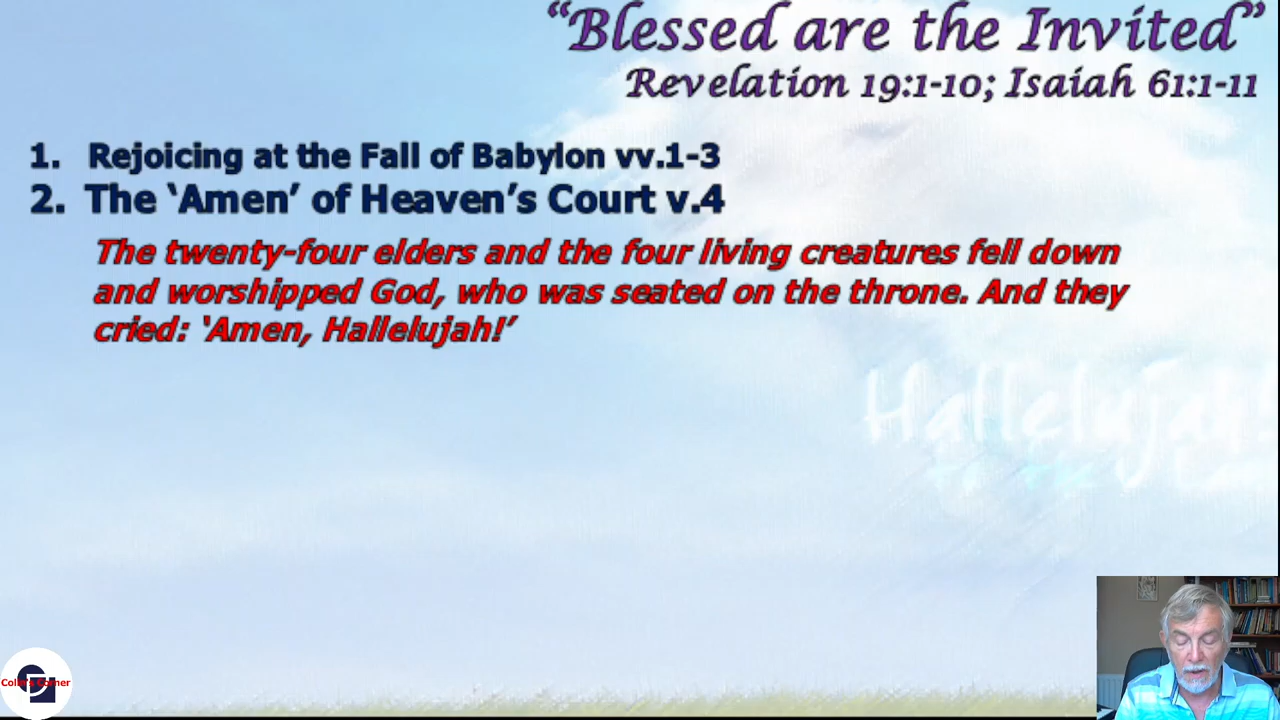 “Blessed are the Invited”
Revelation 19:1-10; Isaiah 61:1-11
1. Rejoicing at the Fall of Babylon vv.1-3
2. The ‘Amen’ of Heaven’s Court v.4
The twenty-four elders and the four living creatures fell down
and worshipped God, who was seated on the throne. And they
cried: ‘Amen, Hallelujah!’
Hallelujah!